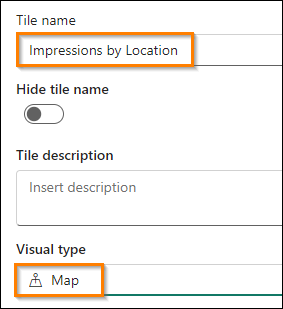 Tile name
Impressions by Location
Hide tile name
Tile description
Insert description
Visual type
Map